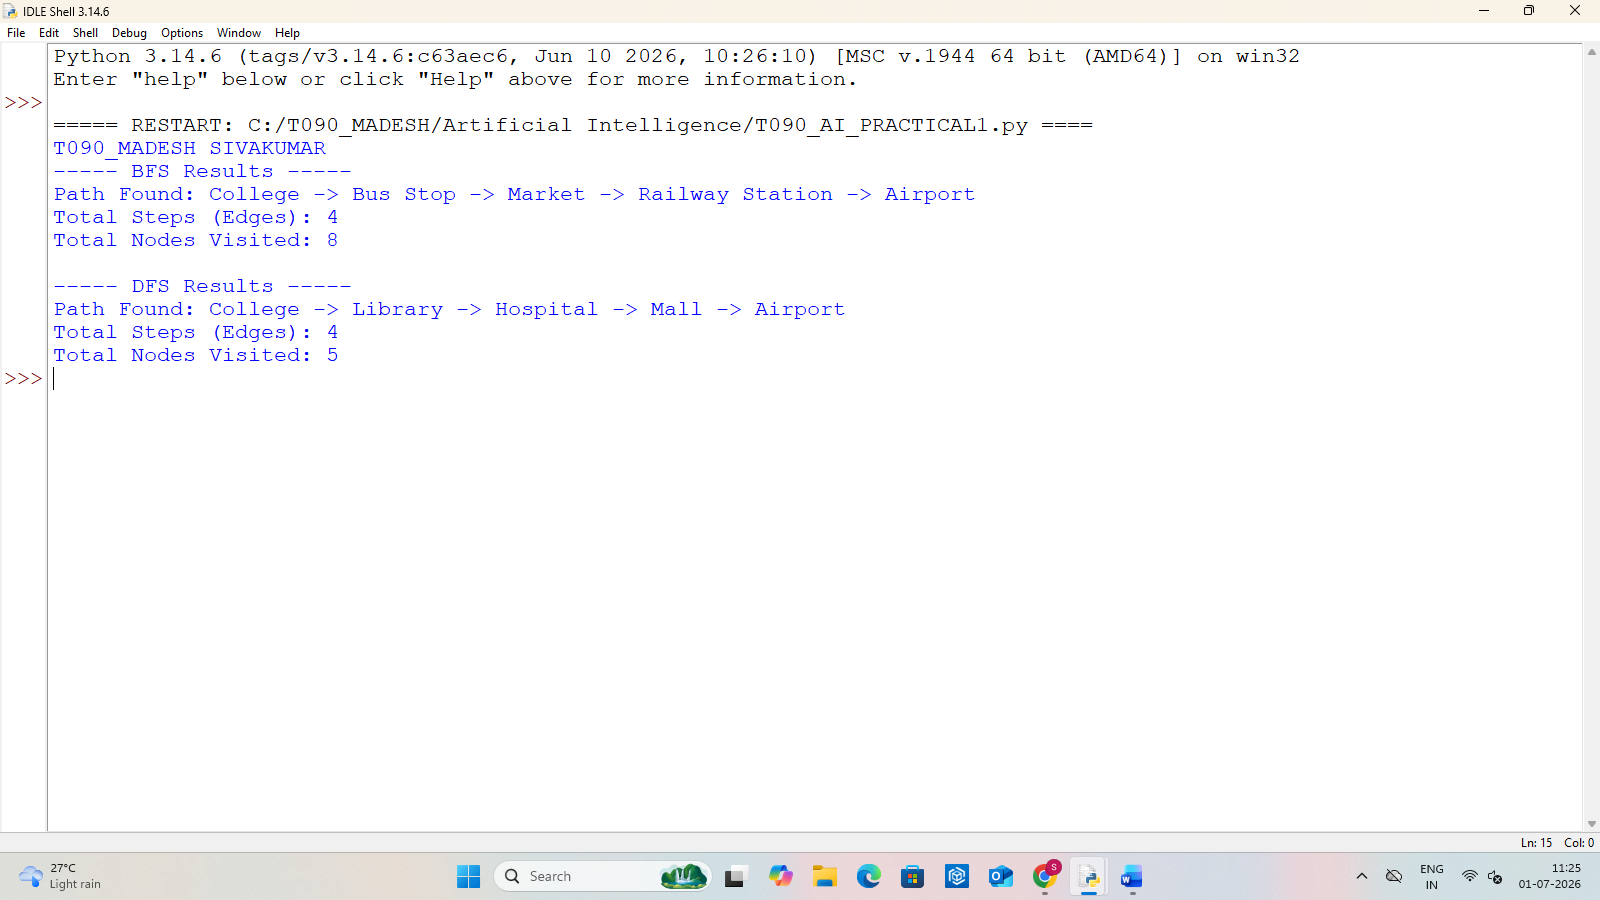 IDLE Shell 3.14.6
File Edit Shell Debug Options Window Help
Python 3.14.6 (tags/v3.14.6:c63aec6, Jun 10 2026, 10:26:10) [MSC v.1944 64 bit (AMD64)] on win32
Enter "help" below or click "Help" above for more information.
>>>
===== RESTART: C:/T090_MADESH/Artificial Intelligence/T090_AI_PRACTICAL1.py ====
T090_MADESH SIVAKUMAR
----- BFS Results -----
Path Found: College -> Bus Stop -> Market -> Railway Station -> Airport
Total Steps (Edges): 4
Total Nodes Visited: 8
----- DFS Results -----
Path Found: College -> Library -> Hospital -> Mall -> Airport
Total Steps (Edges): 4
Total Nodes Visited: 5
>>>
Ln: 15 Col: 0
27°C
Light rain
Search
S
ENG
IN
11:25
01-07-2026